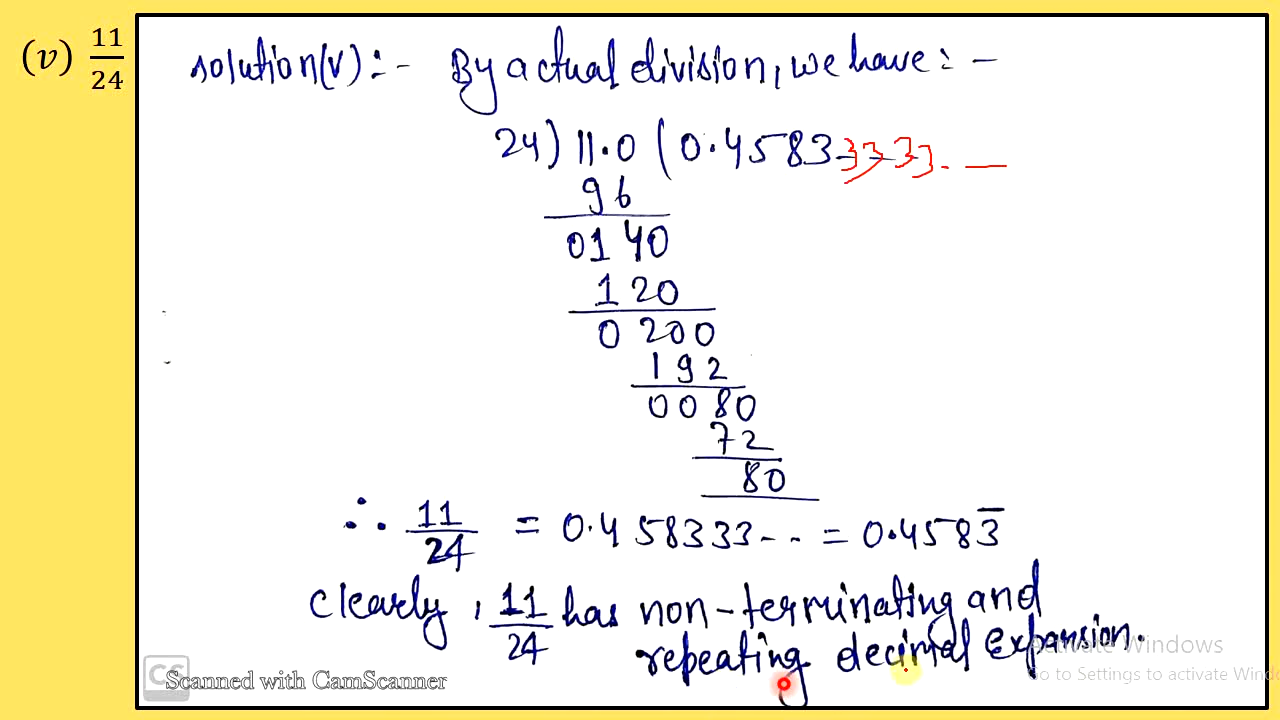 (v) 11/24
solution(v):- By actual division, we have:-
24) 11.0 ( 0.45833333. —
96
0140
120
0200
192
0080
72
80
∴ 11/24 = 0.458333-- = 0.4583̅
Clearly, 11/24 has non-terminating and
repeating decimal expansion.
Activate Windows
Go to Settings to activate Wind
CS Scanned with CamScanner